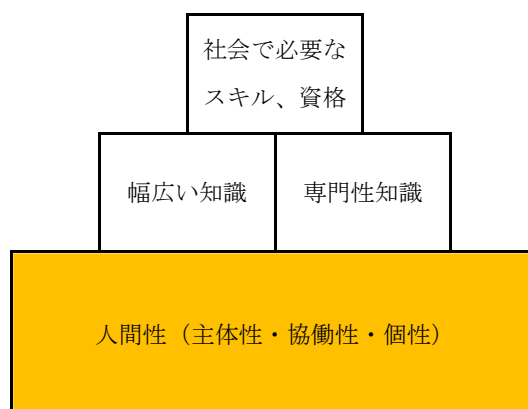 社会で必要な
スキル、資格
幅広い知識
専門性知識
人間性（主体性・協働性・個性）